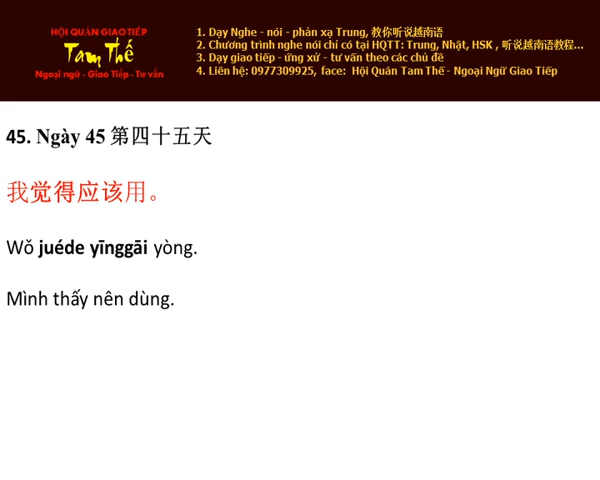 HỘI QUÁN GIAO TIẾP
Tam Thế
Ngoại ngữ - Giao Tiếp - Tư vấn
1. Dạy Nghe - nói - phản xạ Trung, 教你听说越南语
2. Chương trình nghe nói chỉ có tại HQTT: Trung, Nhật, HSK , 听说越南语教程...
3. Dạy giao tiếp - ứng xử - tư vấn theo các chủ đề
4. Liên hệ: 0977309925, face: Hội Quán Tam Thế - Ngoại Ngữ Giao Tiếp
45. Ngày 45 第四十五天
我觉得应该用。
Wǒ juéde yīnggāi yòng.
Mình thấy nên dùng.